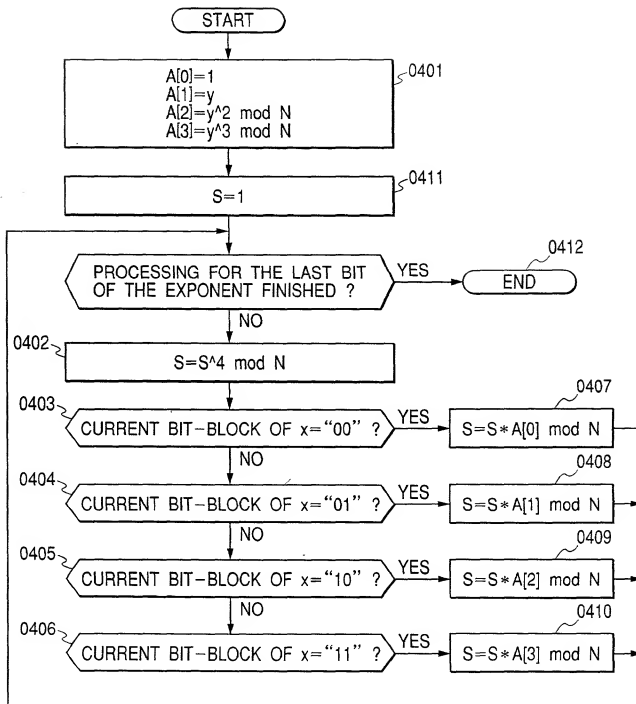 START
A[0]=1
A[1]=y
A[2]=y^2 mod N
A[3]=y^3 mod N
0401
S=1
0411
PROCESSING FOR THE LAST BIT
OF THE EXPONENT FINISHED ?
YES
END
0412
NO
0402
S=S^4 mod N
0403
CURRENT BIT-BLOCK OF x="00" ?
YES
S=S*A[0] mod N
0407
NO
0404
CURRENT BIT-BLOCK OF x="01" ?
YES
S=S*A[1] mod N
0408
NO
0405
CURRENT BIT-BLOCK OF x="10" ?
YES
S=S*A[2] mod N
0409
NO
0406
CURRENT BIT-BLOCK OF x="11" ?
YES
S=S*A[3] mod N
0410